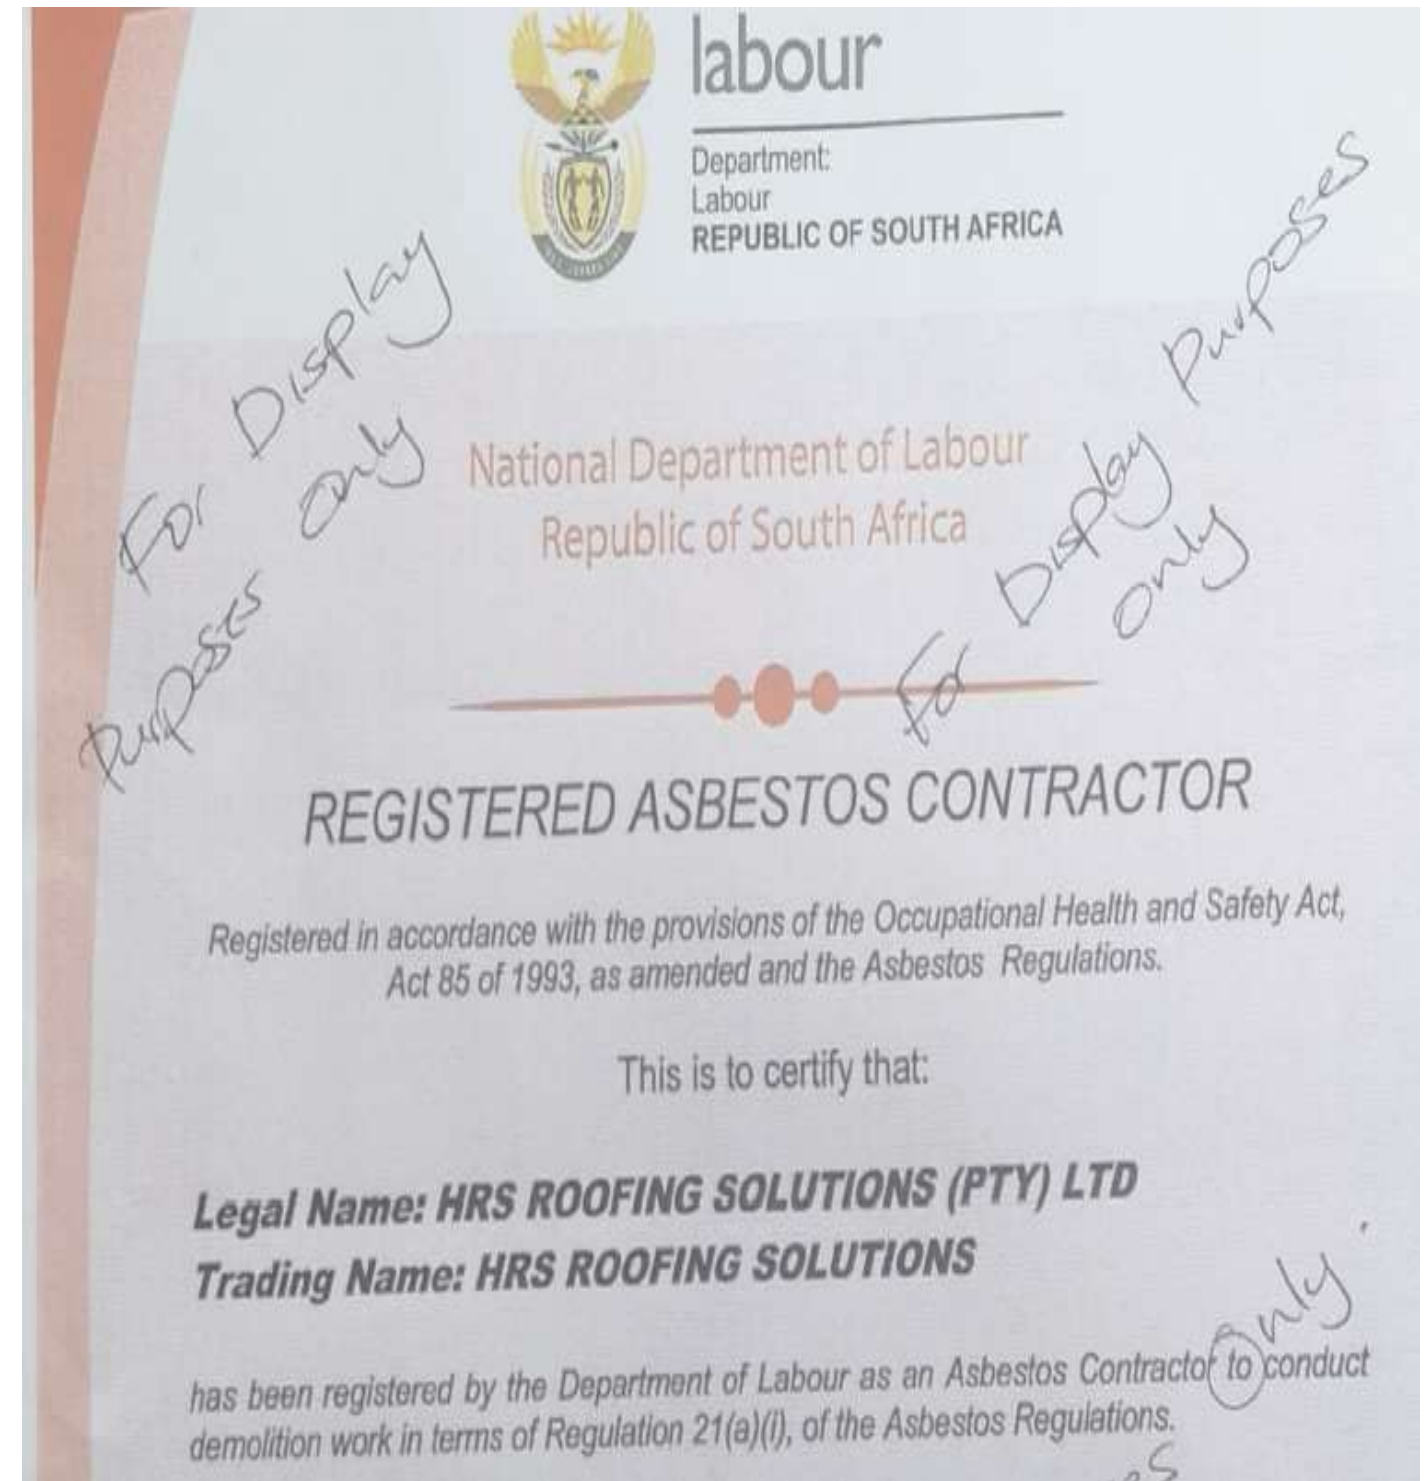 labour
Department:
Labour
REPUBLIC OF SOUTH AFRICA
For Display
purposes only
For Display Purposes
only
National Department of Labour
Republic of South Africa
REGISTERED ASBESTOS CONTRACTOR
Registered in accordance with the provisions of the Occupational Health and Safety Act,
Act 85 of 1993, as amended and the Asbestos Regulations.
This is to certify that:
Legal Name: HRS ROOFING SOLUTIONS (PTY) LTD
Trading Name: HRS ROOFING SOLUTIONS
only
has been registered by the Department of Labour as an Asbestos Contractor to conduct
demolition work in terms of Regulation 21(a)(i), of the Asbestos Regulations.